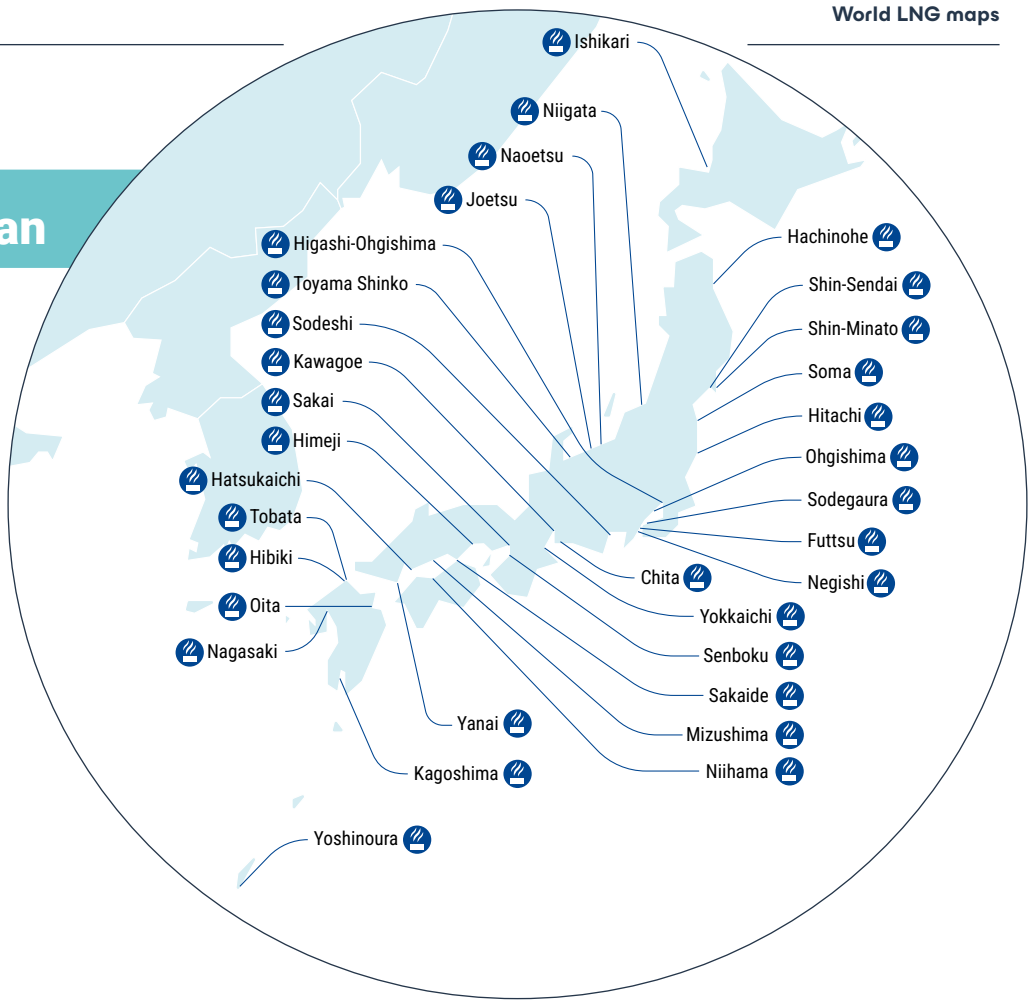 World LNG maps
an
Ishikari
Niigata
Naoetsu
Joetsu
Higashi-Ohgishima
Toyama Shinko
Sodeshi
Kawagoe
Sakai
Himeji
Hatsukaichi
Tobata
Hibiki
Oita
Nagasaki
Hachinohe
Shin-Sendai
Shin-Minato
Soma
Hitachi
Ohgishima
Sodegaura
Futtsu
Negishi
Chita
Yokkaichi
Senboku
Sakaide
Mizushima
Niihama
Yanai
Kagoshima
Yoshinoura